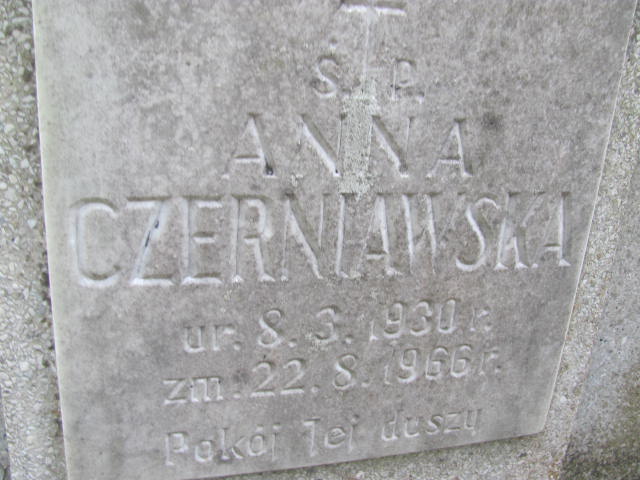 Ś. P.
ANNA
CZERNIAWSKA
ur. 8. 3. 1930 r.
zm. 22. 8. 1966 r.
Pokój Jej duszy